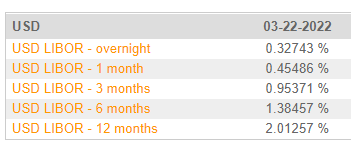 USD 03-22-2022
USD LIBOR - overnight 0.32743 %
USD LIBOR - 1 month 0.45486 %
USD LIBOR - 3 months 0.95371 %
USD LIBOR - 6 months 1.38457 %
USD LIBOR - 12 months 2.01257 %